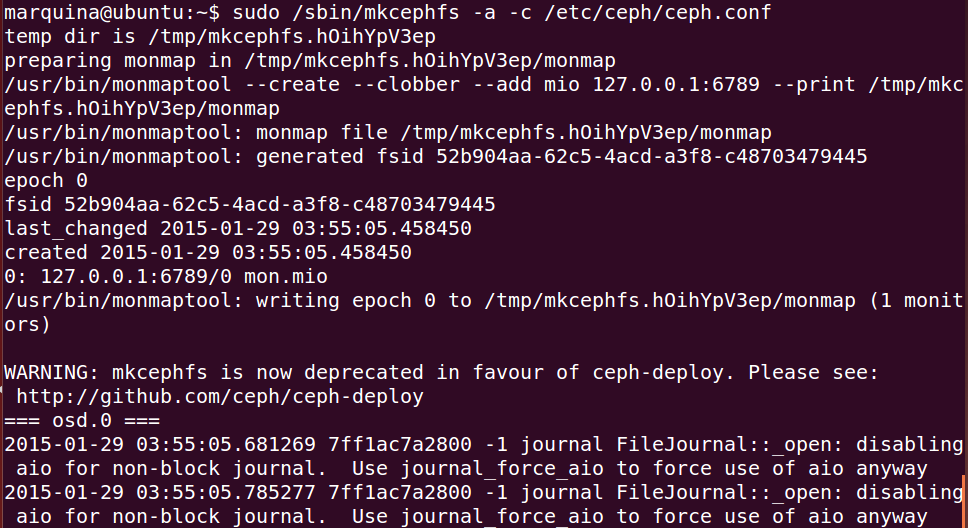 marquina@ubuntu:~$ sudo /sbin/mkcephfs -a -c /etc/ceph/ceph.conf
temp dir is /tmp/mkcephfs.hOihYpV3ep
preparing monmap in /tmp/mkcephfs.hOihYpV3ep/monmap
/usr/bin/monmaptool --create --clobber --add mio 127.0.0.1:6789 --print /tmp/mkc
ephfs.hOihYpV3ep/monmap
/usr/bin/monmaptool: monmap file /tmp/mkcephfs.hOihYpV3ep/monmap
/usr/bin/monmaptool: generated fsid 52b904aa-62c5-4acd-a3f8-c48703479445
epoch 0
fsid 52b904aa-62c5-4acd-a3f8-c48703479445
last_changed 2015-01-29 03:55:05.458450
created 2015-01-29 03:55:05.458450
0: 127.0.0.1:6789/0 mon.mio
/usr/bin/monmaptool: writing epoch 0 to /tmp/mkcephfs.hOihYpV3ep/monmap (1 monit
ors)

WARNING: mkcephfs is now deprecated in favour of ceph-deploy. Please see:
 http://github.com/ceph/ceph-deploy
=== osd.0 ===
2015-01-29 03:55:05.681269 7ff1ac7a2800 -1 journal FileJournal::_open: disabling
 aio for non-block journal.  Use journal_force_aio to force use of aio anyway
2015-01-29 03:55:05.785277 7ff1ac7a2800 -1 journal FileJournal::_open: disabling
 aio for non-block journal.  Use journal_force_aio to force use of aio anyway